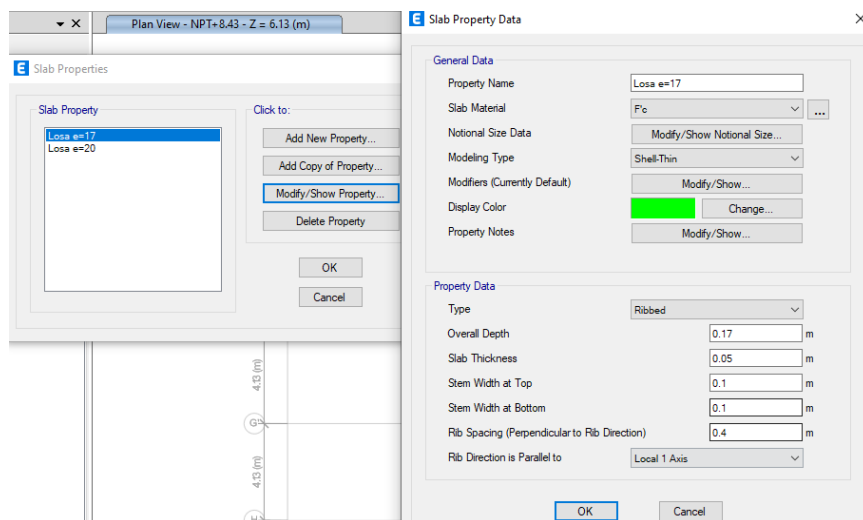 Plan View - NPT+8.43 - Z = 6.13 (m)
E Slab Properties
Slab Property
Losa e=17
Losa e=20
Click to:
Add New Property...
Add Copy of Property...
Modify/Show Property...
Delete Property
OK
Cancel
4.13 (m)
G
4.13 (m)
H
E Slab Property Data
General Data
Property Name
Losa e=17
Slab Material
F'c
...
Notional Size Data
Modify/Show Notional Size...
Modeling Type
Shell-Thin
Modifiers (Currently Default)
Modify/Show...
Display Color
Change...
Property Notes
Modify/Show...
Property Data
Type
Ribbed
Overall Depth
0.17 m
Slab Thickness
0.05 m
Stem Width at Top
0.1 m
Stem Width at Bottom
0.1 m
Rib Spacing (Perpendicular to Rib Direction)
0.4 m
Rib Direction is Parallel to
Local 1 Axis
OK
Cancel